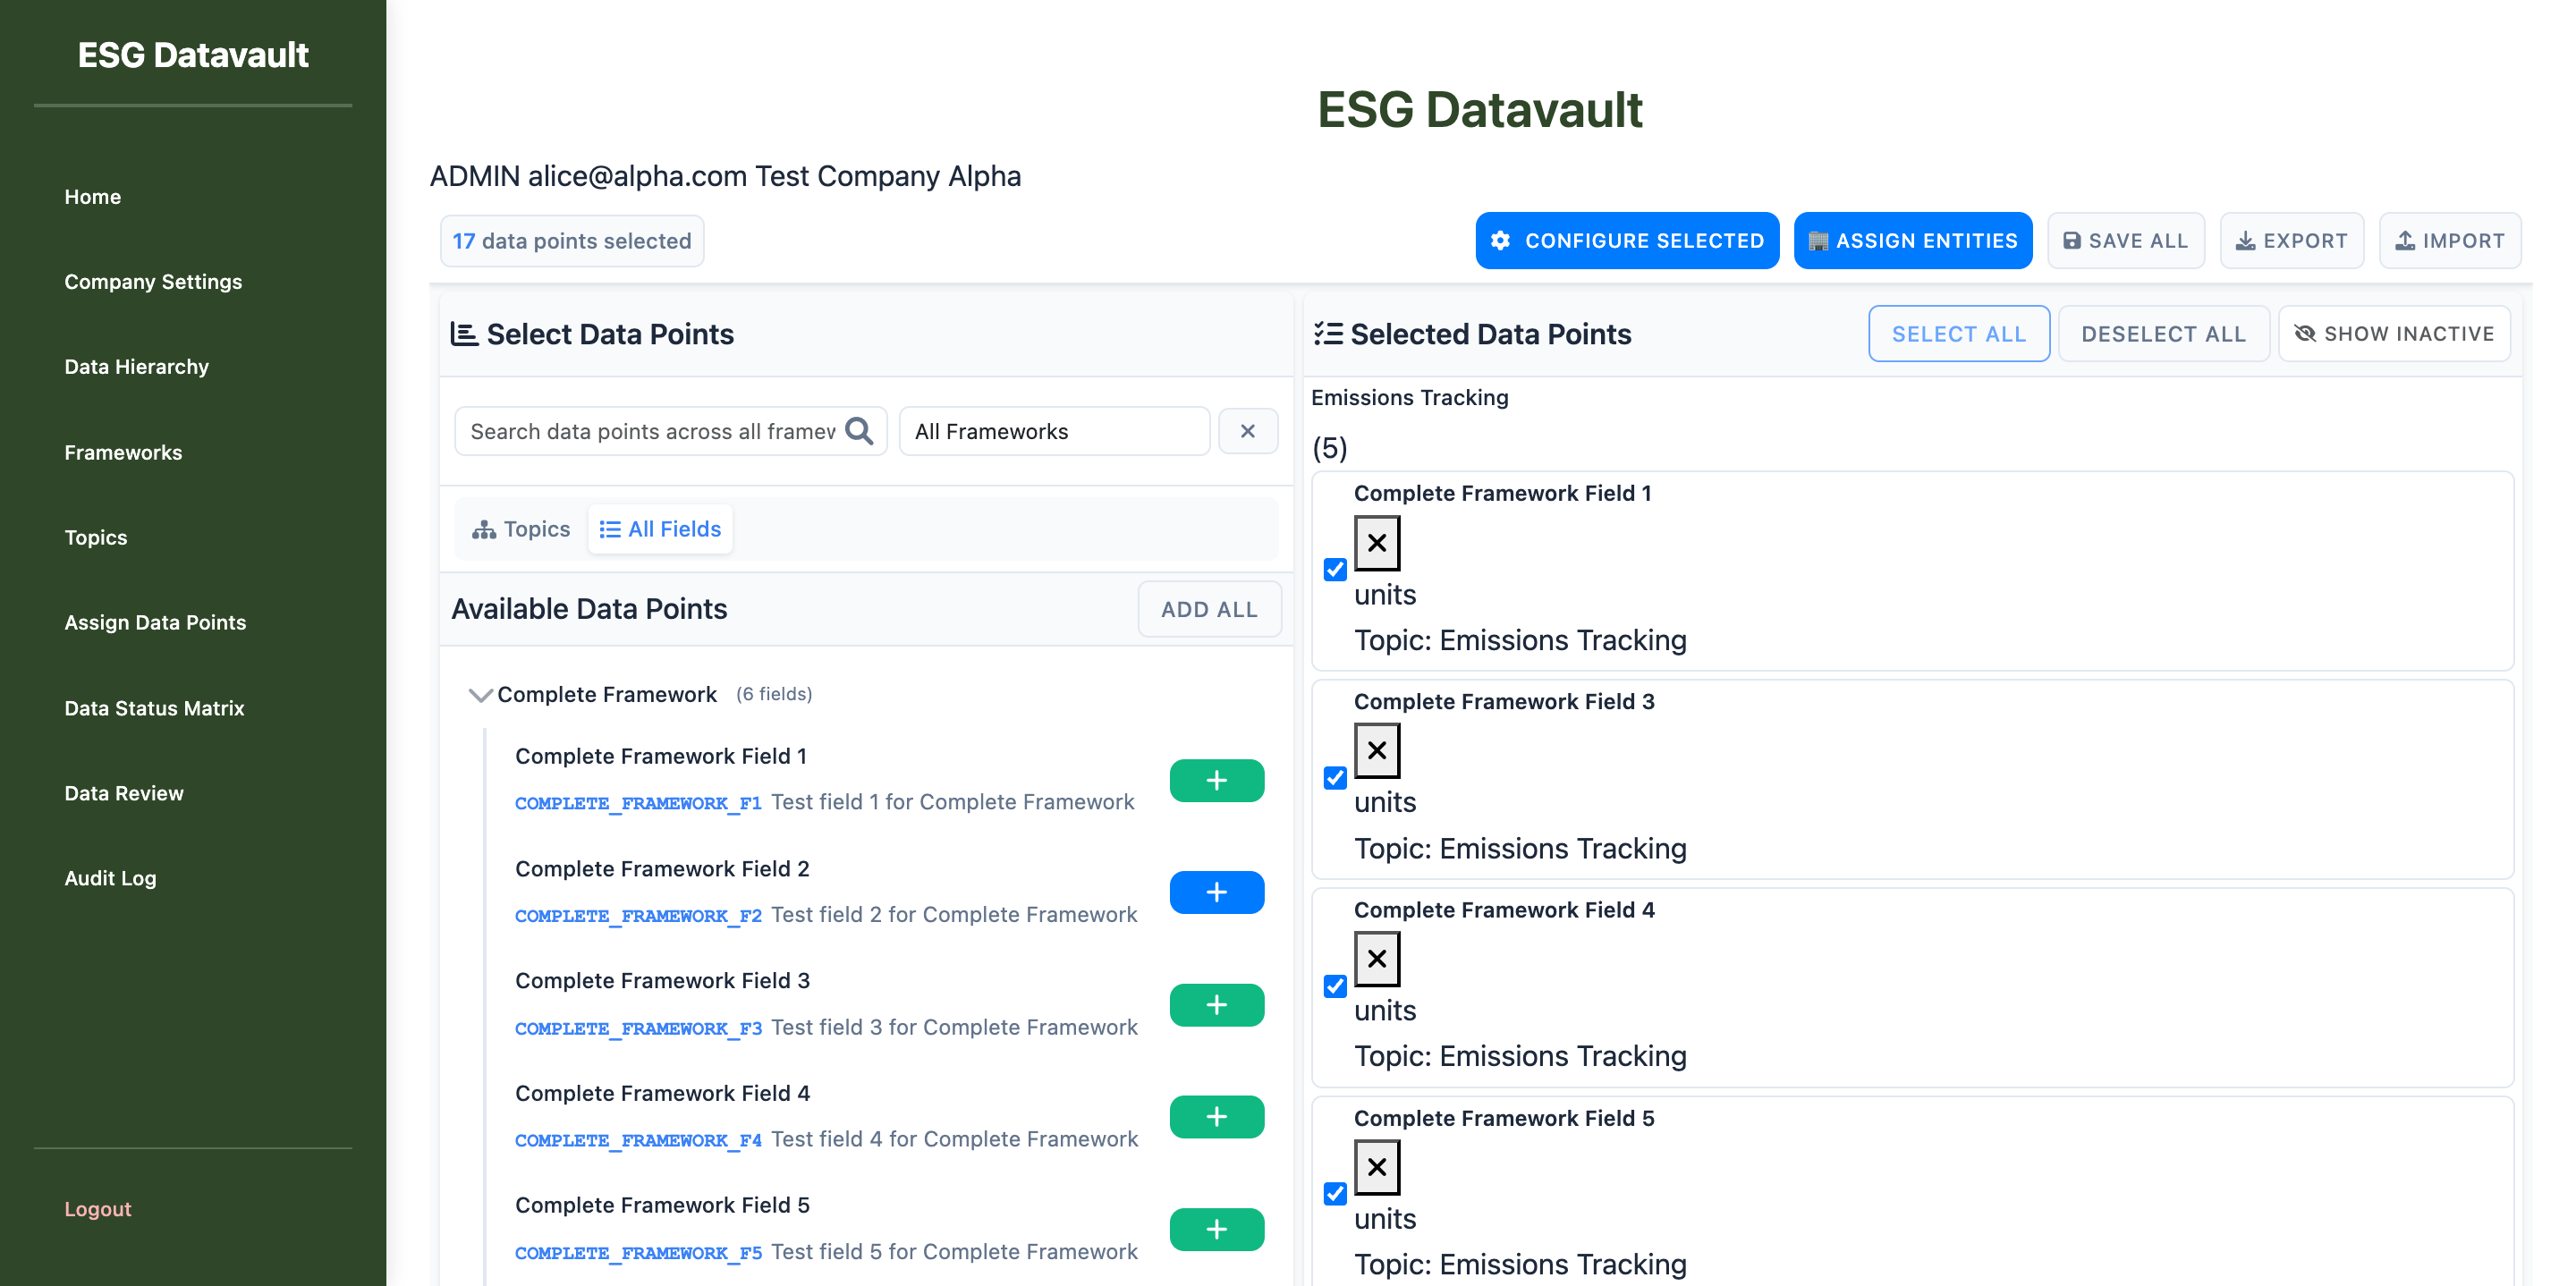 ESG Datavault
Home
Company Settings
Data Hierarchy
Frameworks
Topics
Assign Data Points
Data Status Matrix
Data Review
Audit Log
Logout
ESG Datavault
ADMIN alice@alpha.com Test Company Alpha
17 data points selected
CONFIGURE SELECTED
ASSIGN ENTITIES
SAVE ALL
EXPORT
IMPORT
Select Data Points
Search data points across all framew
All Frameworks
Topics
All Fields
Available Data Points
ADD ALL
Complete Framework (6 fields)
Complete Framework Field 1
COMPLETE_FRAMEWORK_F1 Test field 1 for Complete Framework
Complete Framework Field 2
COMPLETE_FRAMEWORK_F2 Test field 2 for Complete Framework
Complete Framework Field 3
COMPLETE_FRAMEWORK_F3 Test field 3 for Complete Framework
Complete Framework Field 4
COMPLETE_FRAMEWORK_F4 Test field 4 for Complete Framework
Complete Framework Field 5
COMPLETE_FRAMEWORK_F5 Test field 5 for Complete Framework
Selected Data Points
SELECT ALL
DESELECT ALL
SHOW INACTIVE
Emissions Tracking
(5)
Complete Framework Field 1
units
Topic: Emissions Tracking
Complete Framework Field 3
units
Topic: Emissions Tracking
Complete Framework Field 4
units
Topic: Emissions Tracking
Complete Framework Field 5
units
Topic: Emissions Tracking